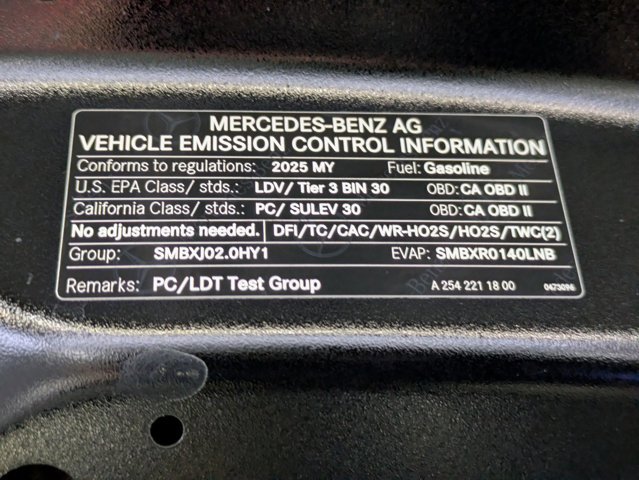 MERCEDES-BENZ AG
VEHICLE EMISSION CONTROL INFORMATION
Conforms to regulations: 2025 MY Fuel: Gasoline
U.S. EPA Class/ stds.: LDV/ Tier 3 BIN 30 OBD: CA OBD II
California Class/ stds.: PC/ SULEV 30 OBD: CA OBD II
No adjustments needed. DFI/TC/CAC/WR-HO2S/HO2S/TWC(2)
Group: SMBXJ02.0HY1 EVAP: SMBXR0140LNB
Remarks: PC/LDT Test Group A 254 221 18 00 0473096